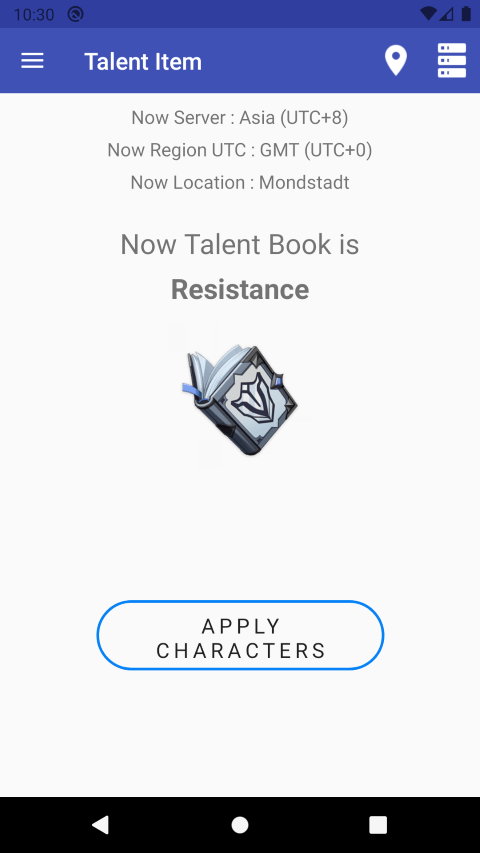 10:30
Talent Item
Now Server : Asia (UTC+8)
Now Region UTC : GMT (UTC+0)
Now Location : Mondstadt
Now Talent Book is
Resistance
APPLY
CHARACTERS